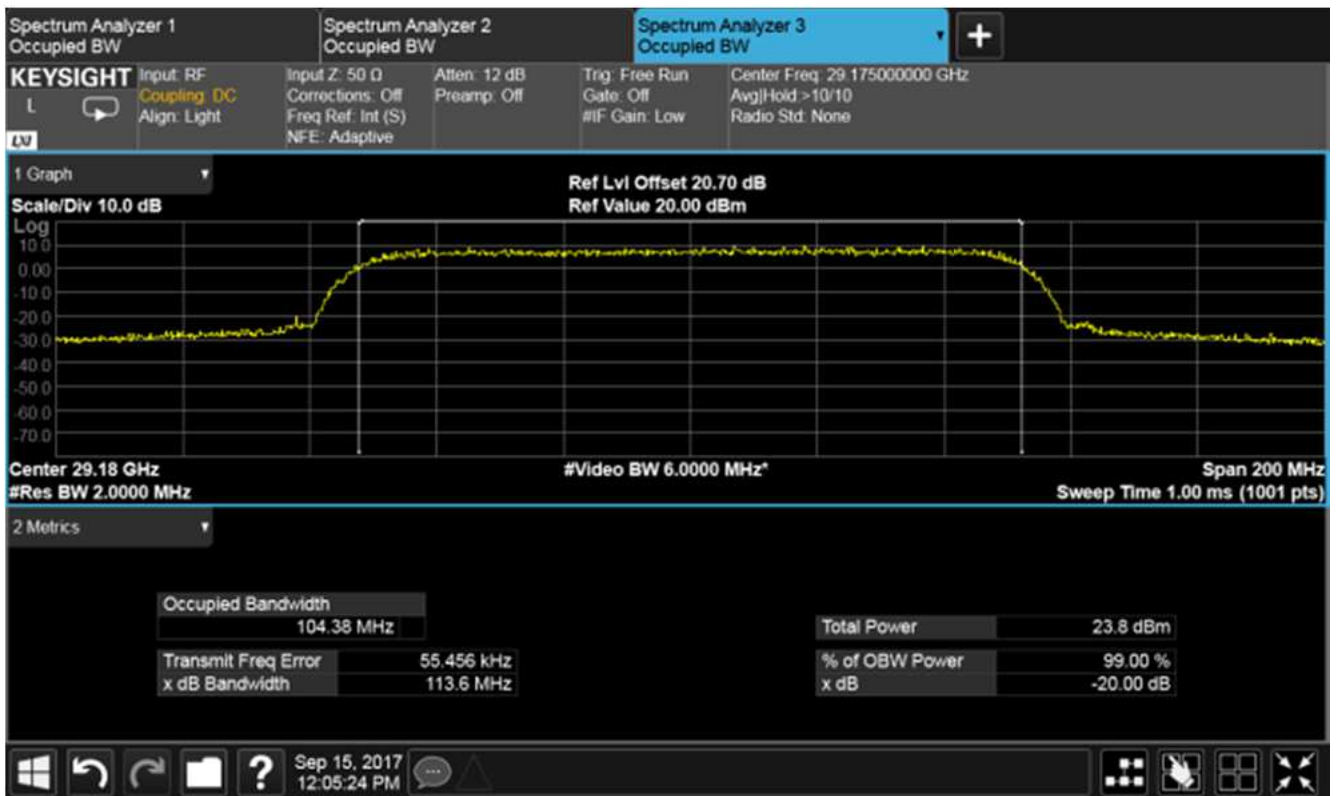 Spectrum Analyzer 1
Occupied BW
Spectrum Analyzer 2
Occupied BW
Spectrum Analyzer 3
Occupied BW
KEYSIGHT
L
LXI
Input: RF
Coupling: DC
Align: Light
Input Z: 50 Ω
Corrections: Off
Freq Ref: Int (S)
NFE: Adaptive
Atten: 12 dB
Preamp: Off
Trig: Free Run
Gate: Off
#IF Gain: Low
Center Freq: 29.175000000 GHz
Avg|Hold:>10/10
Radio Std: None
1 Graph
Scale/Div 10.0 dB
Ref Lvl Offset 20.70 dB
Ref Value 20.00 dBm
Log
10.0
0.00
-10.0
-20.0
-30.0
-40.0
-50.0
-60.0
-70.0
Center 29.18 GHz
#Video BW 6.0000 MHz*
Span 200 MHz
#Res BW 2.0000 MHz
Sweep Time 1.00 ms (1001 pts)
2 Metrics
Occupied Bandwidth
104.38 MHz
Total Power 23.8 dBm
Transmit Freq Error 55.456 kHz
% of OBW Power 99.00 %
x dB Bandwidth 113.6 MHz
x dB -20.00 dB
?
Sep 15, 2017
12:05:24 PM